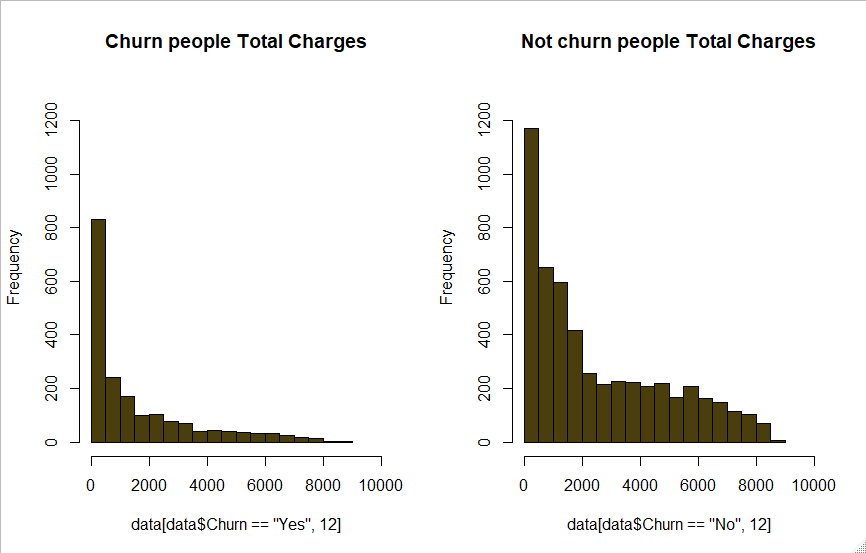 Churn people Total Charges
Frequency
0
200
400
600
800
1000
1200
0 2000 4000 6000 8000 10000
data[data$Churn == "Yes", 12]
Not churn people Total Charges
Frequency
0
200
400
600
800
1000
1200
0 2000 4000 6000 8000 10000
data[data$Churn == "No", 12]